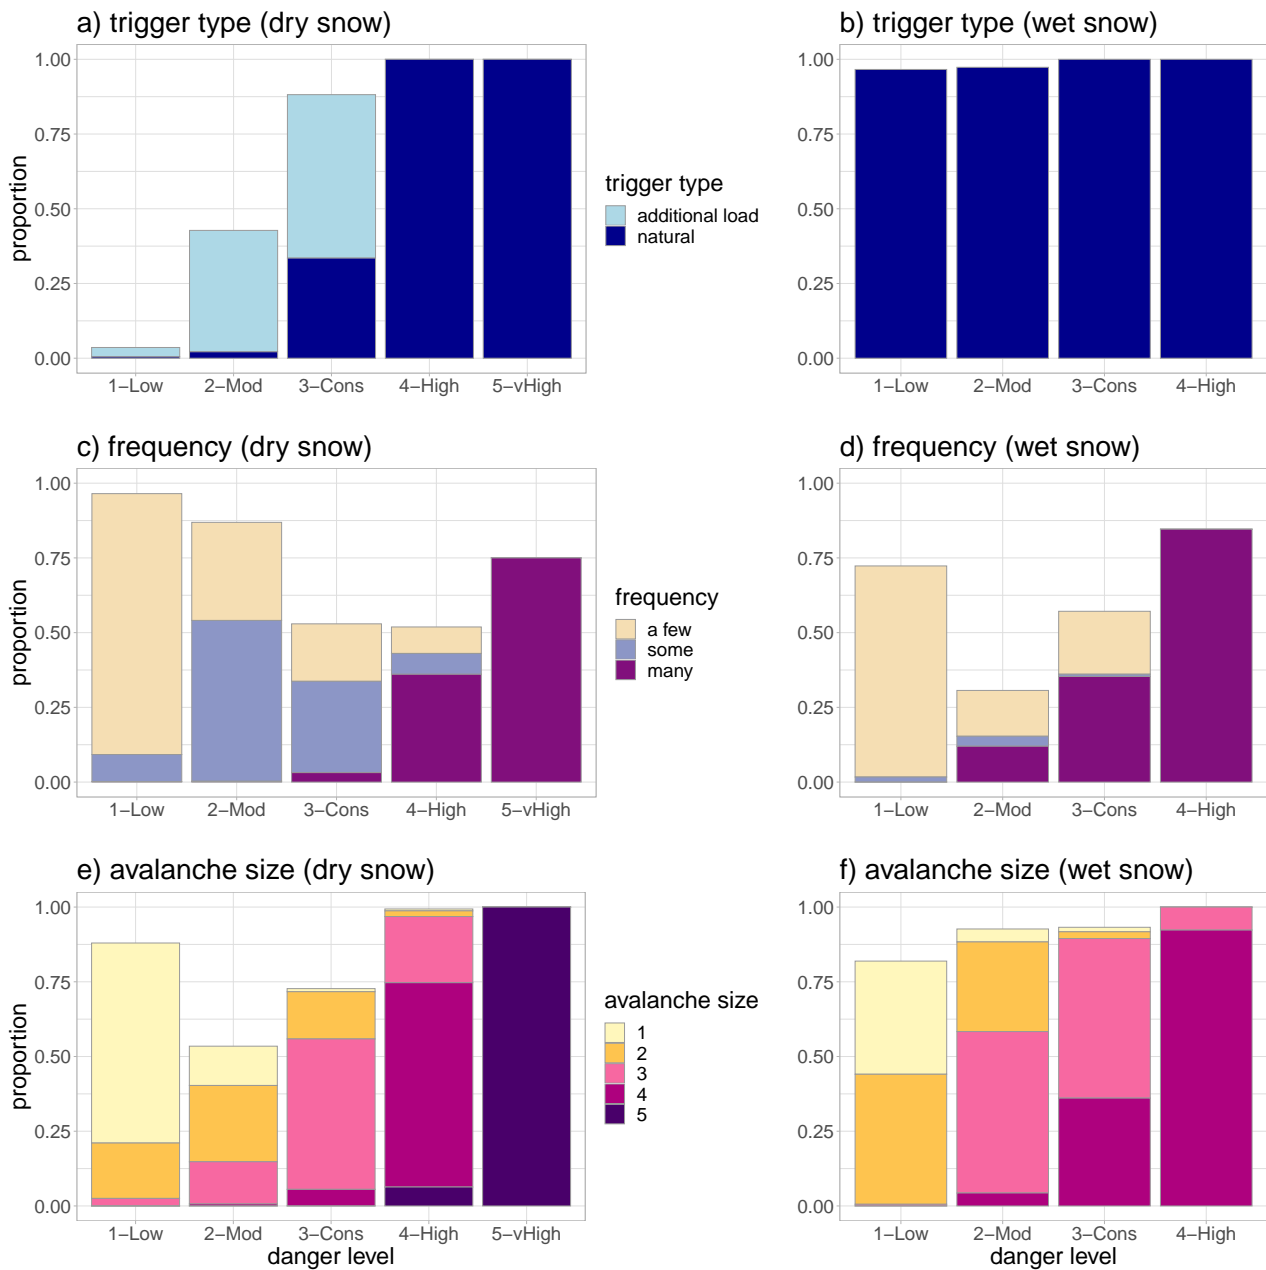 a) trigger type (dry snow)
1.00
0.75
0.50
0.25
0.00
proportion
1–Low 2–Mod 3–Cons 4–High 5–vHigh
trigger type
additional load
natural
b) trigger type (wet snow)
1.00
0.75
0.50
0.25
0.00
1–Low 2–Mod 3–Cons 4–High
c) frequency (dry snow)
1.00
0.75
0.50
0.25
0.00
proportion
1–Low 2–Mod 3–Cons 4–High 5–vHigh
frequency
a few
some
many
d) frequency (wet snow)
1.00
0.75
0.50
0.25
0.00
1–Low 2–Mod 3–Cons 4–High
e) avalanche size (dry snow)
1.00
0.75
0.50
0.25
0.00
proportion
1–Low 2–Mod 3–Cons 4–High 5–vHigh
danger level
avalanche size
1
2
3
4
5
f) avalanche size (wet snow)
1.00
0.75
0.50
0.25
0.00
1–Low 2–Mod 3–Cons 4–High
danger level